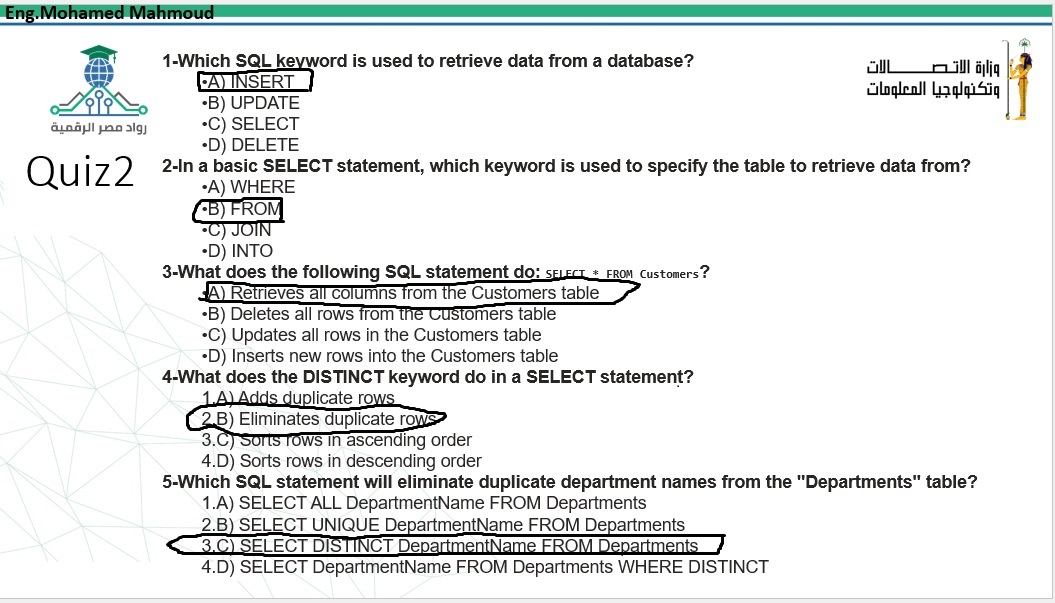 Eng.Mohamed Mahmoud
رواد مصر الرقمية
وزارة الاتصـــــالات
وتكنولوجيا المعلومات
Quiz2
1-Which SQL keyword is used to retrieve data from a database?
•A) INSERT
•B) UPDATE
•C) SELECT
•D) DELETE
2-In a basic SELECT statement, which keyword is used to specify the table to retrieve data from?
•A) WHERE
•B) FROM
•C) JOIN
•D) INTO
3-What does the following SQL statement do: SELECT * FROM Customers?
•A) Retrieves all columns from the Customers table
•B) Deletes all rows from the Customers table
•C) Updates all rows in the Customers table
•D) Inserts new rows into the Customers table
4-What does the DISTINCT keyword do in a SELECT statement?
1.A) Adds duplicate rows
2.B) Eliminates duplicate rows
3.C) Sorts rows in ascending order
4.D) Sorts rows in descending order
5-Which SQL statement will eliminate duplicate department names from the "Departments" table?
1.A) SELECT ALL DepartmentName FROM Departments
2.B) SELECT UNIQUE DepartmentName FROM Departments
3.C) SELECT DISTINCT DepartmentName FROM Departments
4.D) SELECT DepartmentName FROM Departments WHERE DISTINCT